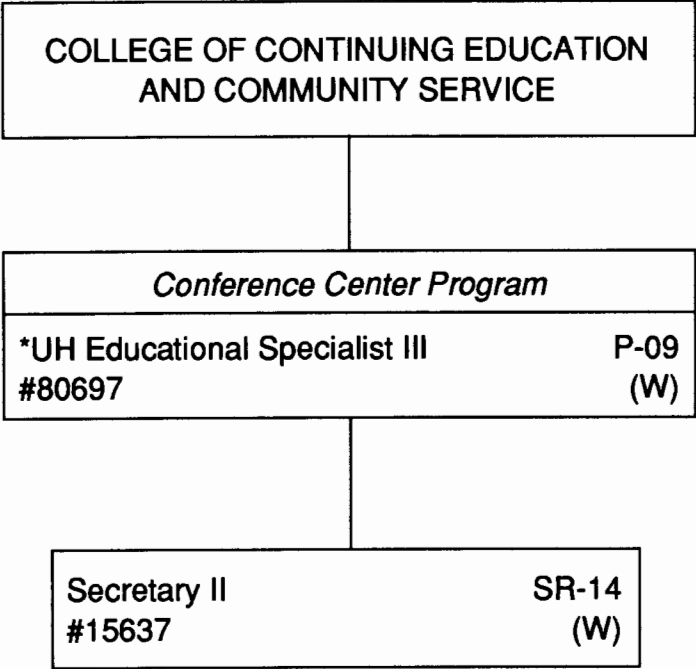 COLLEGE OF CONTINUING EDUCATION
AND COMMUNITY SERVICE
Conference Center Program
*UH Educational Specialist III P-09
#80697 (W)
Secretary II SR-14
#15637 (W)